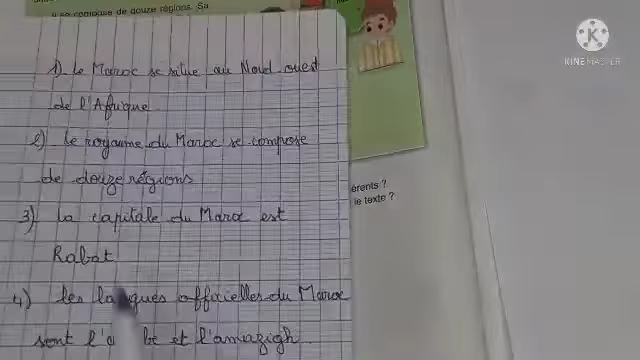 se compose de douze régions. Sa
KINEMASTER
1) Le Maroc se situe au Nord ouest
de l'Afrique
2) Le royaume du Maroc se compose
de douze régions
3) La capitale du Maroc est
Rabat
érents ?
le texte ?
4) les langues officielles du Maroc
sont l' et l'amazigh